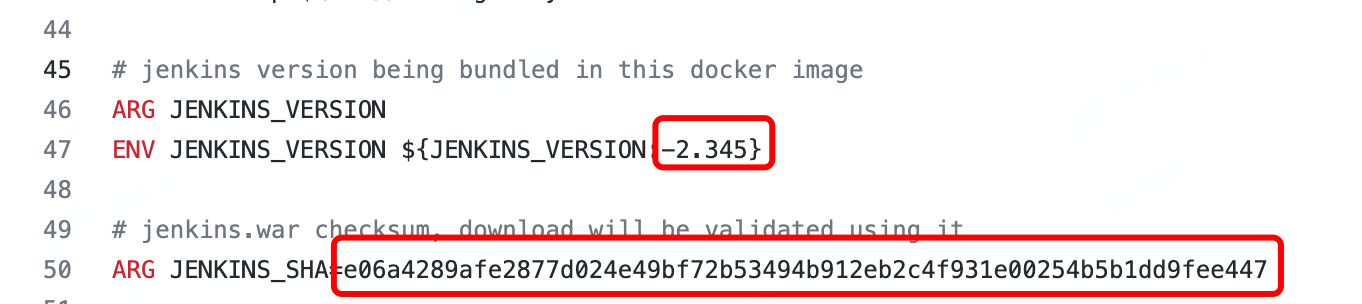 44
45 # jenkins version being bundled in this docker image
46 ARG JENKINS_VERSION
47 ENV JENKINS_VERSION ${JENKINS_VERSION:-2.345}
48
49 # jenkins.war checksum, download will be validated using it
50 ARG JENKINS_SHA=e06a4289afe2877d024e49bf72b53494b912eb2c4f931e00254b5b1dd9fee447
51